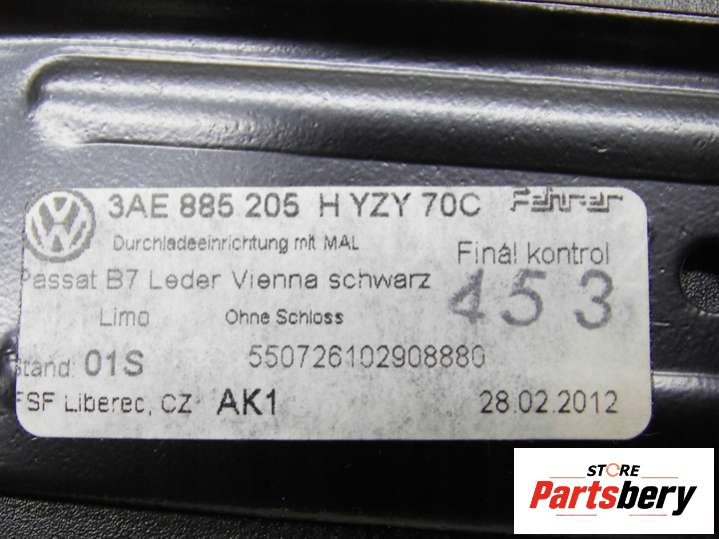 3AE 885 205 H YZY 70C Fehrer
Durchladeeinrichtung mit MAL
Final kontrol
Passat B7 Leder Vienna schwarz
453
Limo Ohne Schloss
Stand: 01S 550726102908880
FSF Liberec, CZ AK1 28.02.2012
STORE
Partsbery